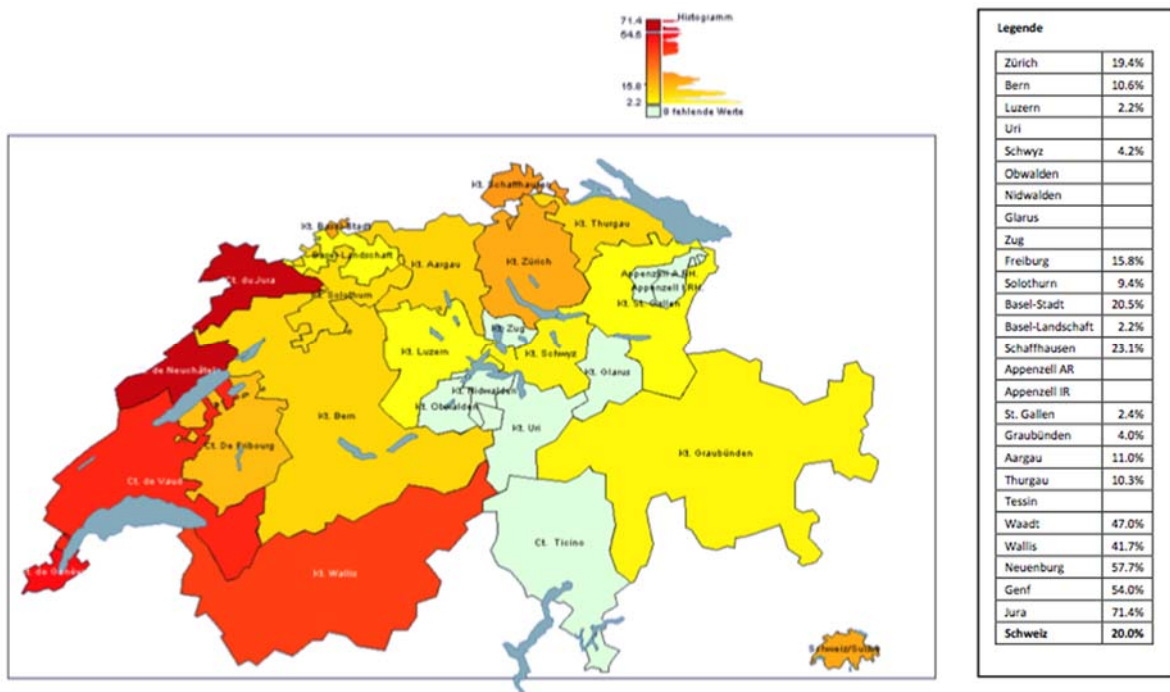 71.4 Histogramm
64.6
15.8
2.2
0 fehlende Werte
Kt. Schaffhausen
Kt. Basel-Stadt
Kt. Thurgau
Basel-Landschaft
Kt. Aargau
Kt. Zürich
Appenzell A.RH.
Ct. du Jura
Appenzell I.RH.
Kt. Solothurn
Kt. St. Gallen
Kt. Zug
Kt. Luzern
Kt. Schwyz
de Neuchâtel
Kt. Glarus
Kt. Nidwalden
Kt. Obwalden
Kt. Bern
Kt. Uri
Ct. De Fribourg
Kt. Graubünden
Ct. de Vaud
Ct. Ticino
Kt. Wallis
de Genève
Schweiz/Suisse
Legende
Zürich 19.4%
Bern 10.6%
Luzern 2.2%
Uri
Schwyz 4.2%
Obwalden
Nidwalden
Glarus
Zug
Freiburg 15.8%
Solothurn 9.4%
Basel-Stadt 20.5%
Basel-Landschaft 2.2%
Schaffhausen 23.1%
Appenzell AR
Appenzell IR
St. Gallen 2.4%
Graubünden 4.0%
Aargau 11.0%
Thurgau 10.3%
Tessin
Waadt 47.0%
Wallis 41.7%
Neuenburg 57.7%
Genf 54.0%
Jura 71.4%
Schweiz 20.0%